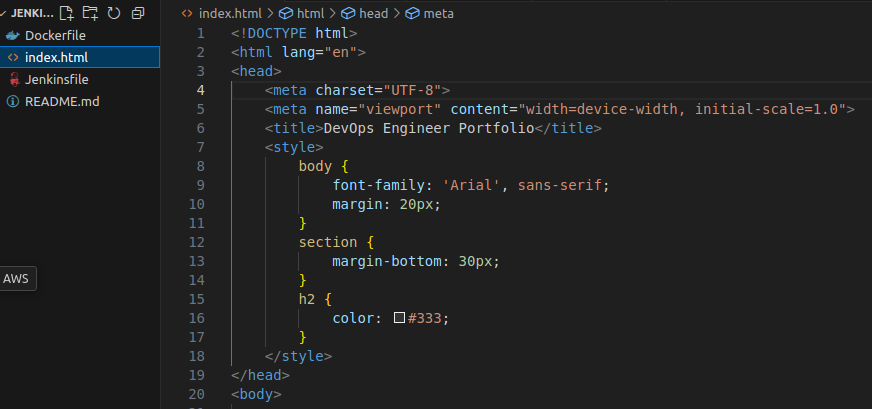 JENKI...
Dockerfile
index.html
Jenkinsfile
README.md
AWS
index.html > html > head > meta
1 <!DOCTYPE html>
2 <html lang="en">
3 <head>
4 <meta charset="UTF-8">
5 <meta name="viewport" content="width=device-width, initial-scale=1.0">
6 <title>DevOps Engineer Portfolio</title>
7 <style>
8 body {
9 font-family: 'Arial', sans-serif;
10 margin: 20px;
11 }
12 section {
13 margin-bottom: 30px;
14 }
15 h2 {
16 color: #333;
17 }
18 </style>
19 </head>
20 <body>